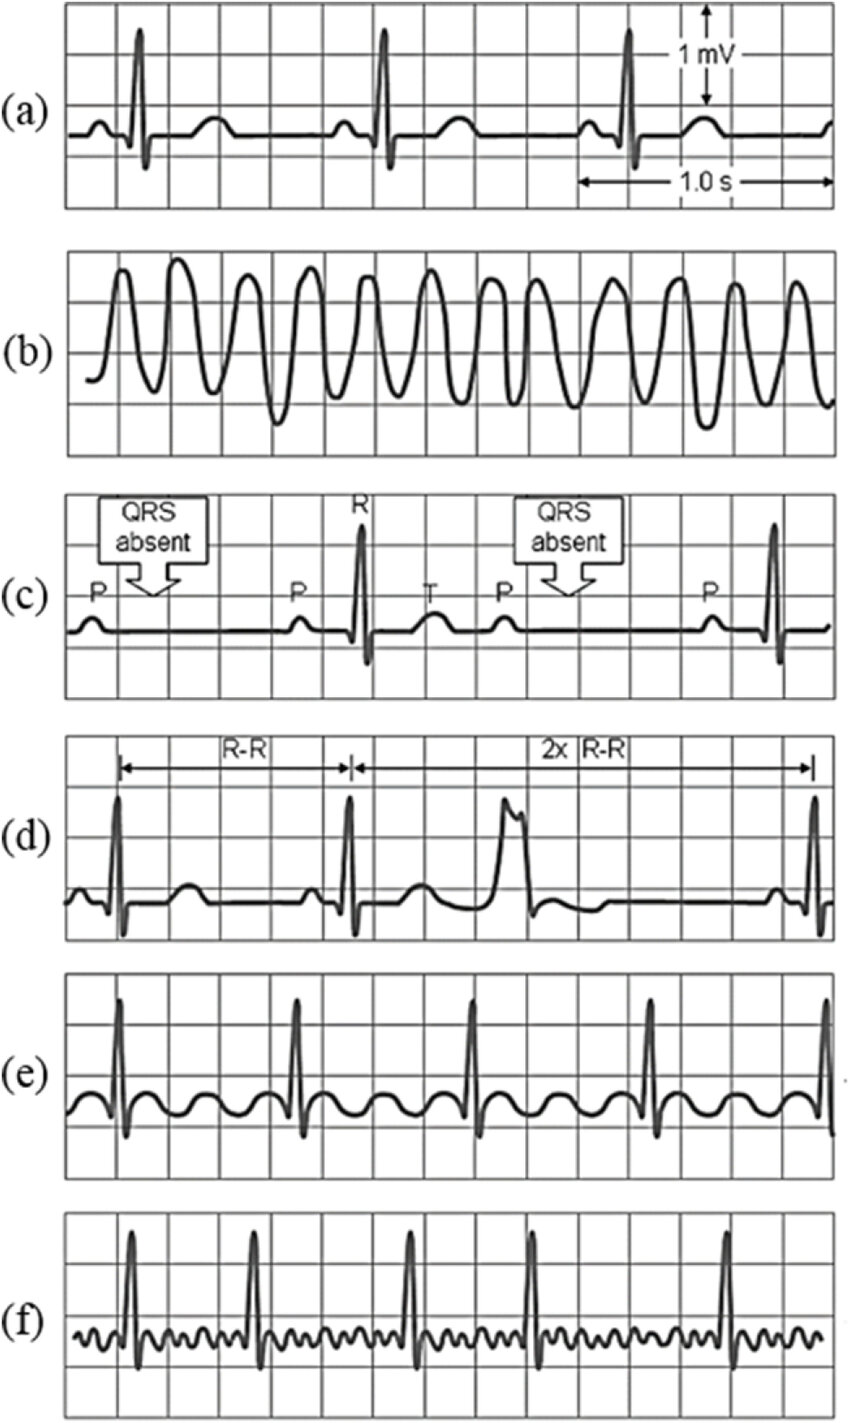 (a)
1 mV
1.0 s
(b)
(c)
QRS
absent
R
QRS
absent
P
P
T
P
P
(d)
R-R
2x R-R
(e)
(f)